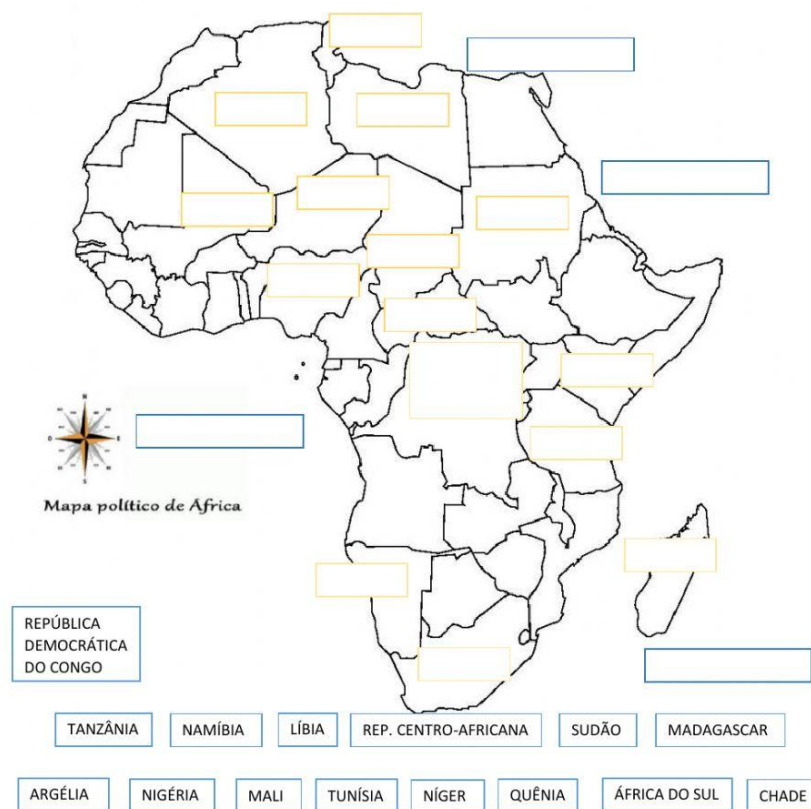 Mapa político de África
REPÚBLICA
DEMOCRÁTICA
DO CONGO
TANZÂNIA
NAMÍBIA
LÍBIA
REP. CENTRO-AFRICANA
SUDÃO
MADAGASCAR
ARGÉLIA
NIGÉRIA
MALI
TUNÍSIA
NÍGER
QUÊNIA
ÁFRICA DO SUL
CHADE